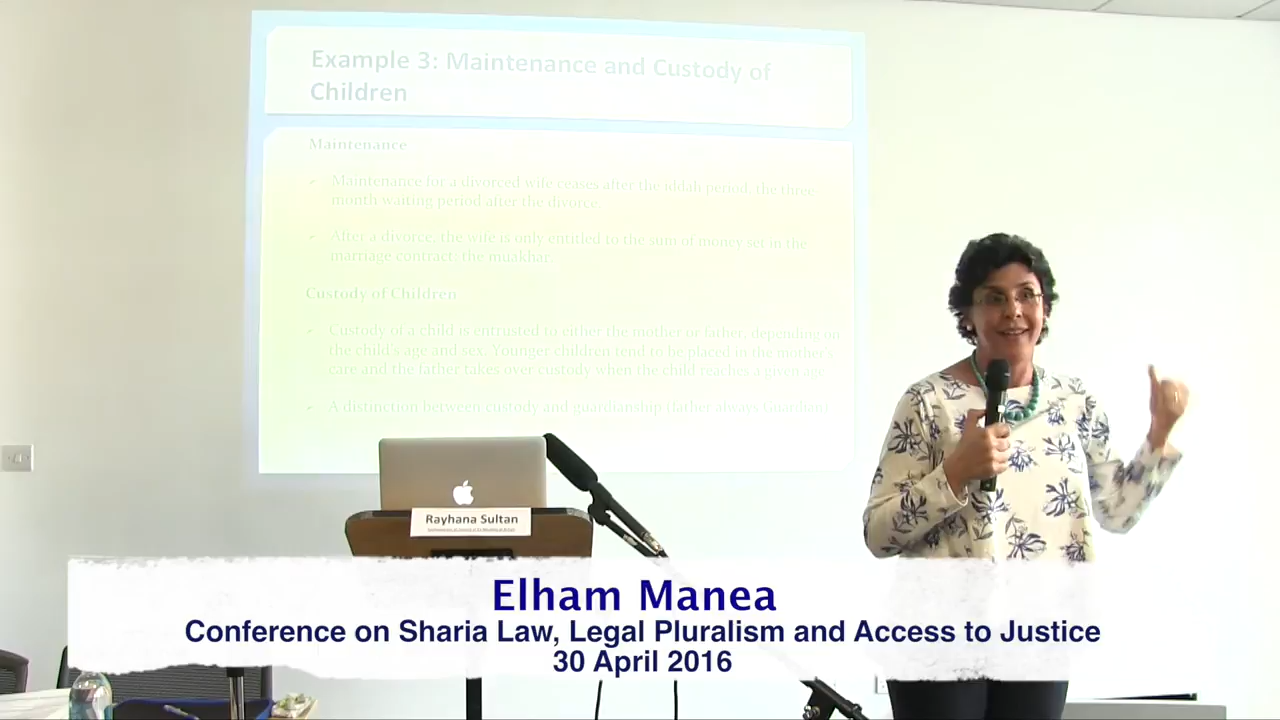 Example 3: Maintenance and Custody of
Children
Maintenance
Maintenance for a divorced wife ceases after the iddah period, the three
month waiting period after the divorce.
After a divorce, the wife is only entitled to the sum of money set in the
marriage contract: the muakhar.
Custody of Children
Custody of a child is entrusted to either the mother or father, depending on
the child's age and sex. Younger children tend to be placed in the mother's
care and the father takes over custody when the child reaches a given age
A distinction between custody and guardianship (father always Guardian)
Rayhana Sultan
Elham Manea
Conference on Sharia Law, Legal Pluralism and Access to Justice
30 April 2016